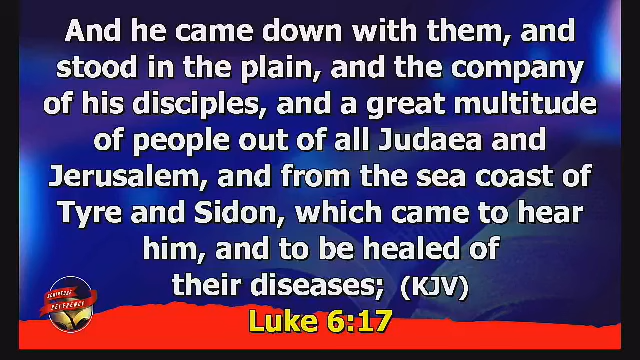 And he came down with them, and
stood in the plain, and the company
of his disciples, and a great multitude
of people out of all Judaea and
Jerusalem, and from the sea coast of
Tyre and Sidon, which came to hear
him, and to be healed of
their diseases; (KJV)
Luke 6:17
REFERENCE